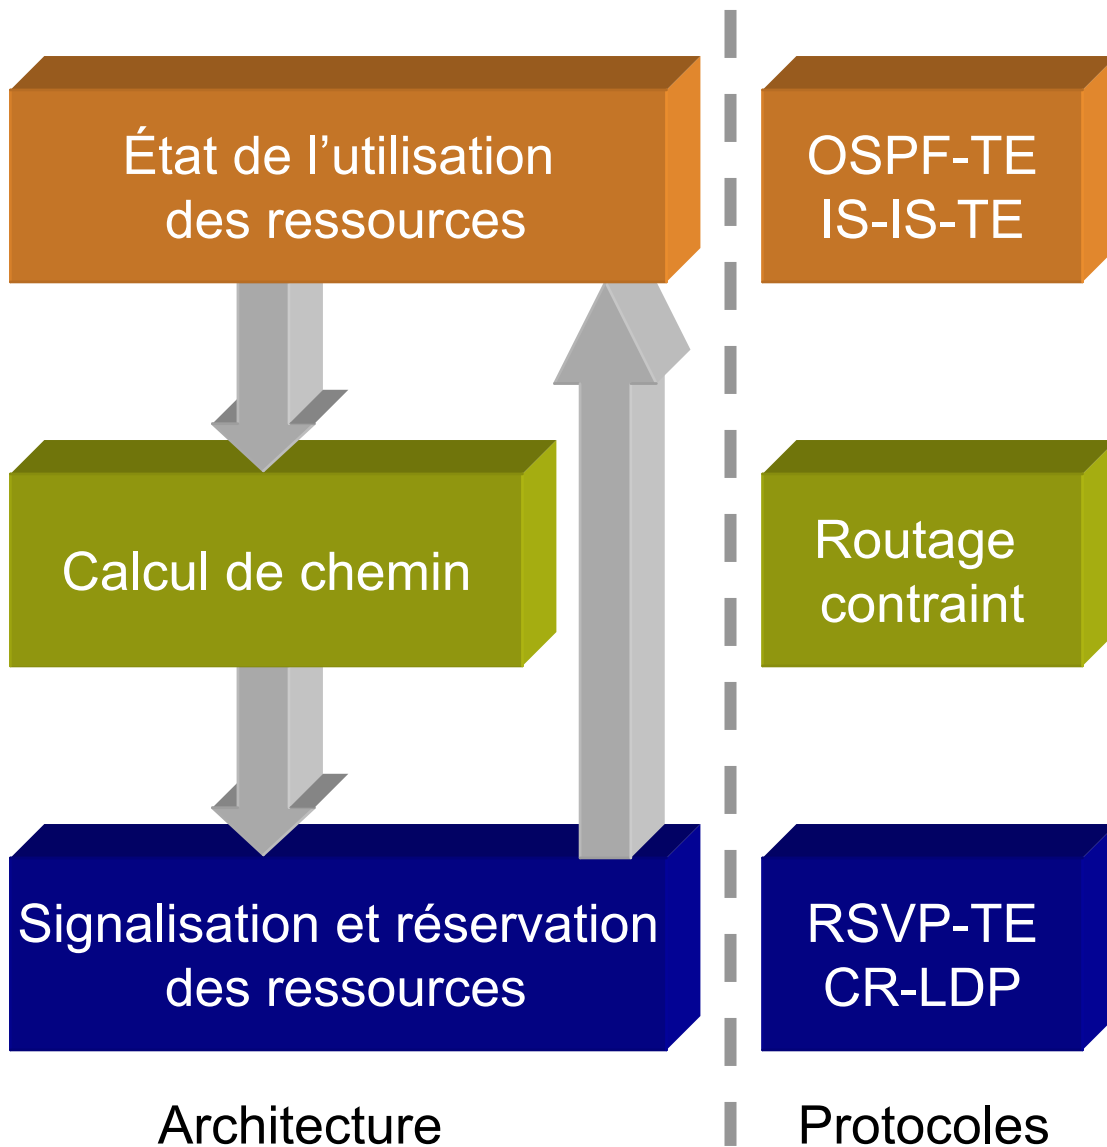 État de l’utilisation
des ressources
OSPF-TE
IS-IS-TE
Calcul de chemin
Routage
contraint
Signalisation et réservation
des ressources
RSVP-TE
CR-LDP
Architecture
Protocoles